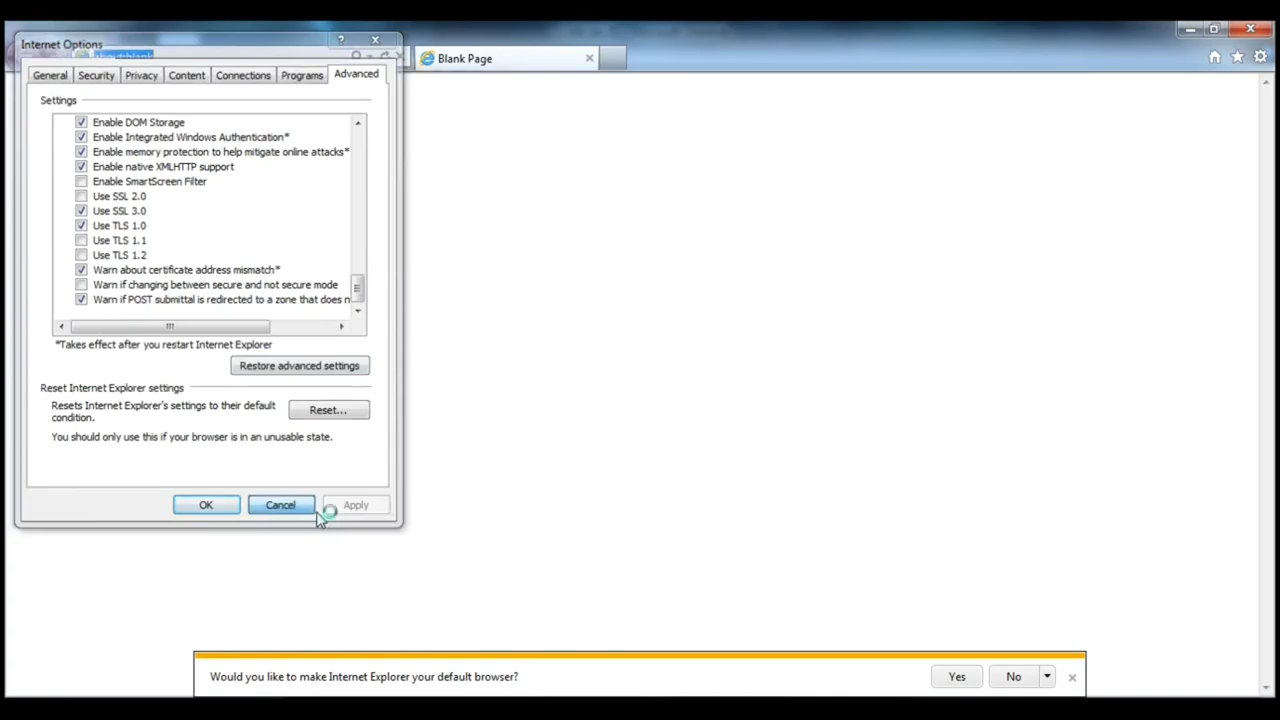 Internet Options
about:blank
Blank Page
General
Security
Privacy
Content
Connections
Programs
Advanced
Settings
Enable DOM Storage
Enable Integrated Windows Authentication*
Enable memory protection to help mitigate online attacks*
Enable native XMLHTTP support
Enable SmartScreen Filter
Use SSL 2.0
Use SSL 3.0
Use TLS 1.0
Use TLS 1.1
Use TLS 1.2
Warn about certificate address mismatch*
Warn if changing between secure and not secure mode
Warn if POST submittal is redirected to a zone that does n
*Takes effect after you restart Internet Explorer
Restore advanced settings
Reset Internet Explorer settings
Resets Internet Explorer's settings to their default
condition.
Reset...
You should only use this if your browser is in an unusable state.
OK
Cancel
Apply
Would you like to make Internet Explorer your default browser?
Yes
No